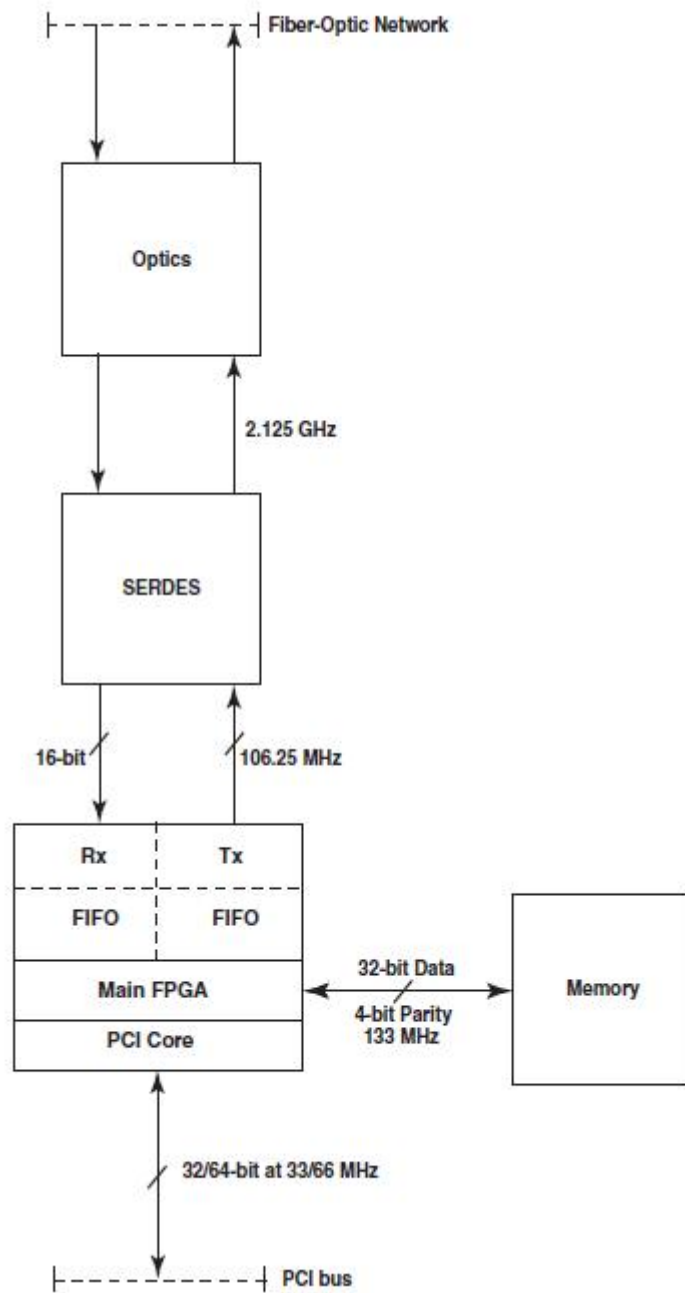 Fiber-Optic Network
Optics
2.125 GHz
SERDES
16-bit
106.25 MHz
Rx
Tx
FIFO
FIFO
Main FPGA
32-bit Data
4-bit Parity
133 MHz
Memory
PCI Core
32/64-bit at 33/66 MHz
PCI bus